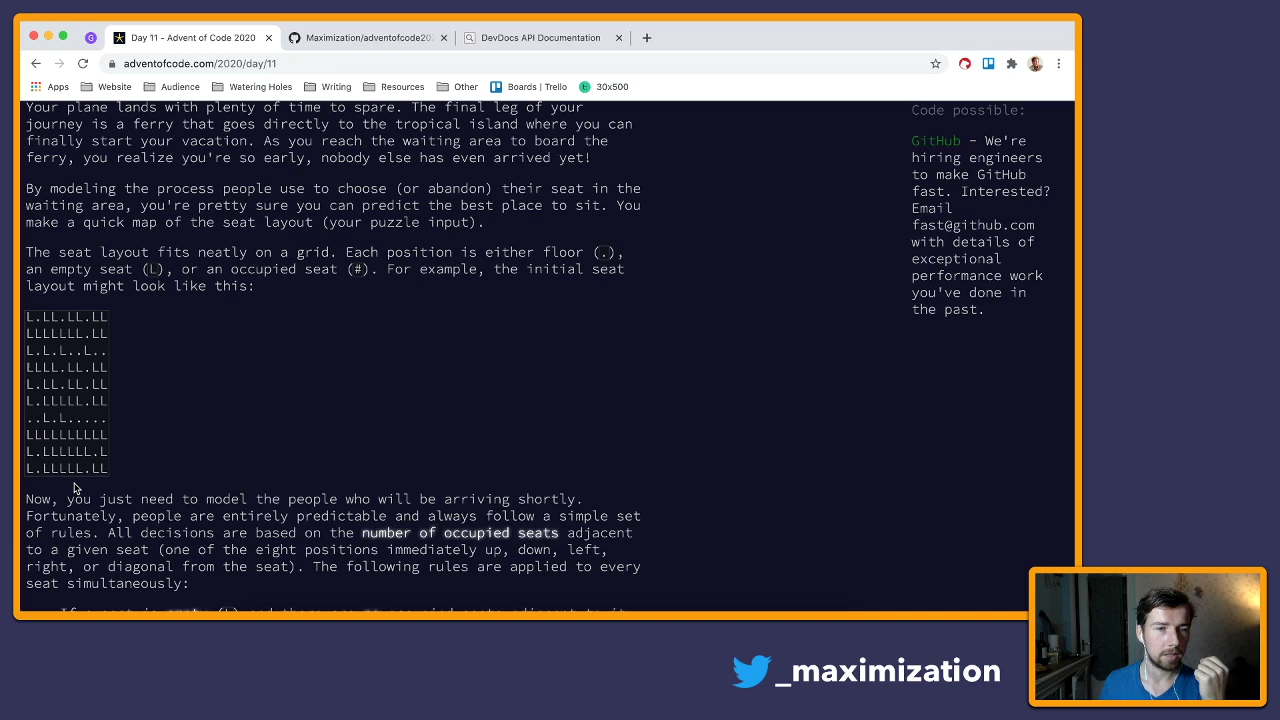 Day 11 - Advent of Code 2020
Maximization/adventofcode202
DevDocs API Documentation
adventofcode.com/2020/day/11
Apps
Website
Audience
Watering Holes
Writing
Resources
Other
Boards | Trello
30x500
Your plane lands with plenty of time to spare. The final leg of your
journey is a ferry that goes directly to the tropical island where you can
finally start your vacation. As you reach the waiting area to board the
ferry, you realize you're so early, nobody else has even arrived yet!
By modeling the process people use to choose (or abandon) their seat in the
waiting area, you're pretty sure you can predict the best place to sit. You
make a quick map of the seat layout (your puzzle input).
The seat layout fits neatly on a grid. Each position is either floor (.),
an empty seat (L), or an occupied seat (#). For example, the initial seat
layout might look like this:
L.LL.LL.LL
LLLLLLL.LL
L.L.L..L..
LLLL.LL.LL
L.LL.LL.LL
L.LLLLL.LL
..L.L.....
LLLLLLLLLL
L.LLLLLL.L
L.LLLLL.LL
Now, you just need to model the people who will be arriving shortly.
Fortunately, people are entirely predictable and always follow a simple set
of rules. All decisions are based on the number of occupied seats adjacent
to a given seat (one of the eight positions immediately up, down, left,
right, or diagonal from the seat). The following rules are applied to every
seat simultaneously:
Code possible:
GitHub - We're
hiring engineers
to make GitHub
fast. Interested?
Email
fast@github.com
with details of
exceptional
performance work
you've done in
the past.
_maximization